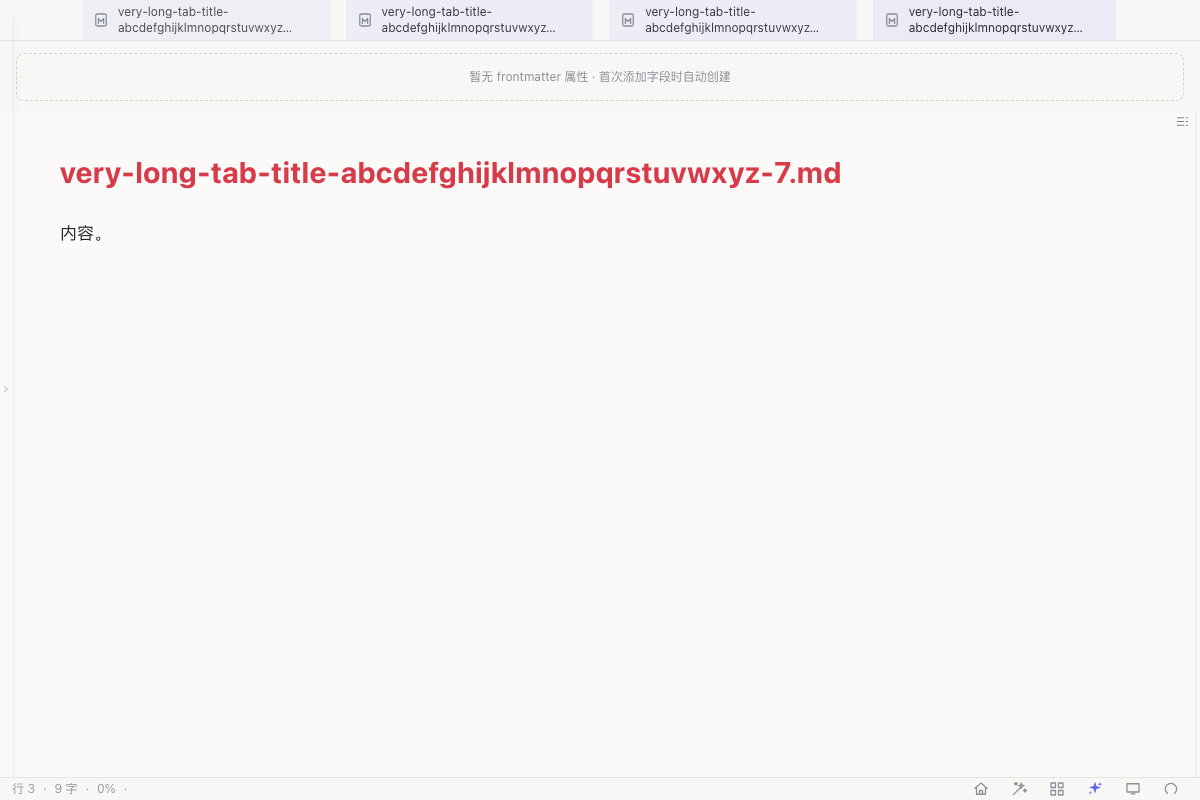 very-long-tab-title-
abcdefghijklmnopqrstuvwxyz...
very-long-tab-title-
abcdefghijklmnopqrstuvwxyz...
very-long-tab-title-
abcdefghijklmnopqrstuvwxyz...
very-long-tab-title-
abcdefghijklmnopqrstuvwxyz...
暂无 frontmatter 属性 · 首次添加字段时自动创建
very-long-tab-title-abcdefghijklmnopqrstuvwxyz-7.md
内容。
行 3 · 9 字 · 0% ·